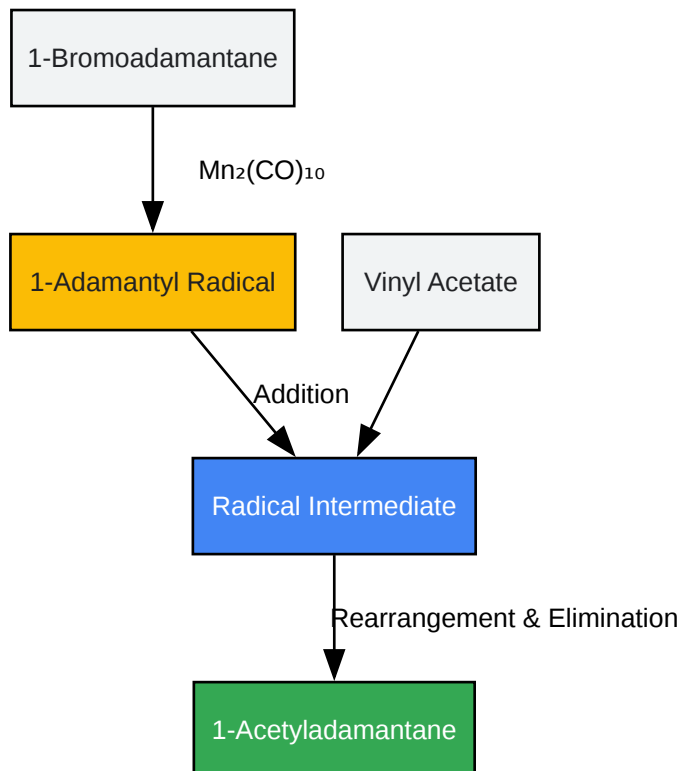 1-Bromoadamantane
Mn₂(CO)₁₀
1-Adamantyl Radical
Vinyl Acetate
Addition
Radical Intermediate
Rearrangement & Elimination
1-Acetyladamantane